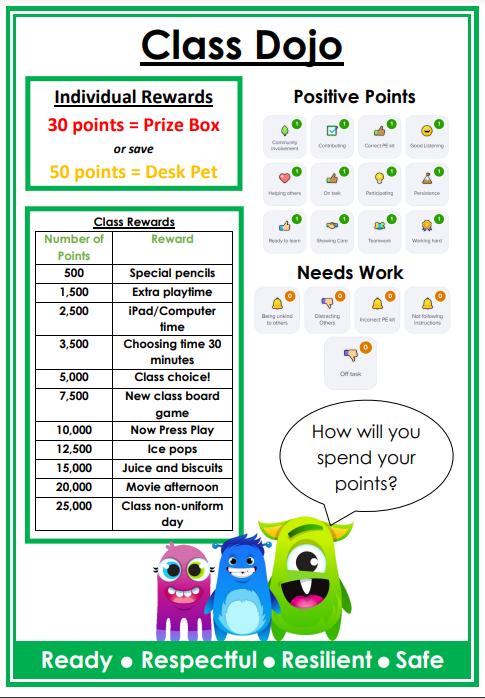 Class Dojo
Individual Rewards
30 points = Prize Box
or save
50 points = Desk Pet
Class Rewards
Number of
Points
Reward
500
Special pencils
1,500
Extra playtime
2,500
iPad/Computer
time
3,500
Choosing time 30
minutes
5,000
Class choice!
7,500
New class board
game
10,000
Now Press Play
12,500
Ice pops
15,000
Juice and biscuits
20,000
Movie afternoon
25,000
Class non-uniform
day
Positive Points
1
1
1
1
Community
Involvement
Contributing
Correct PE kit
Good Listening
1
1
1
1
Helping others
On task
Participating
Persistence
1
1
1
1
Ready to learn
Showing Care
Teamwork
Working hard
Needs Work
0
0
0
0
Being unkind
to others
Distracting
Others
Incorrect PE kit
Not following
instructions
0
Off task
How will you
spend your
points?
Ready ● Respectful ● Resilient ● Safe